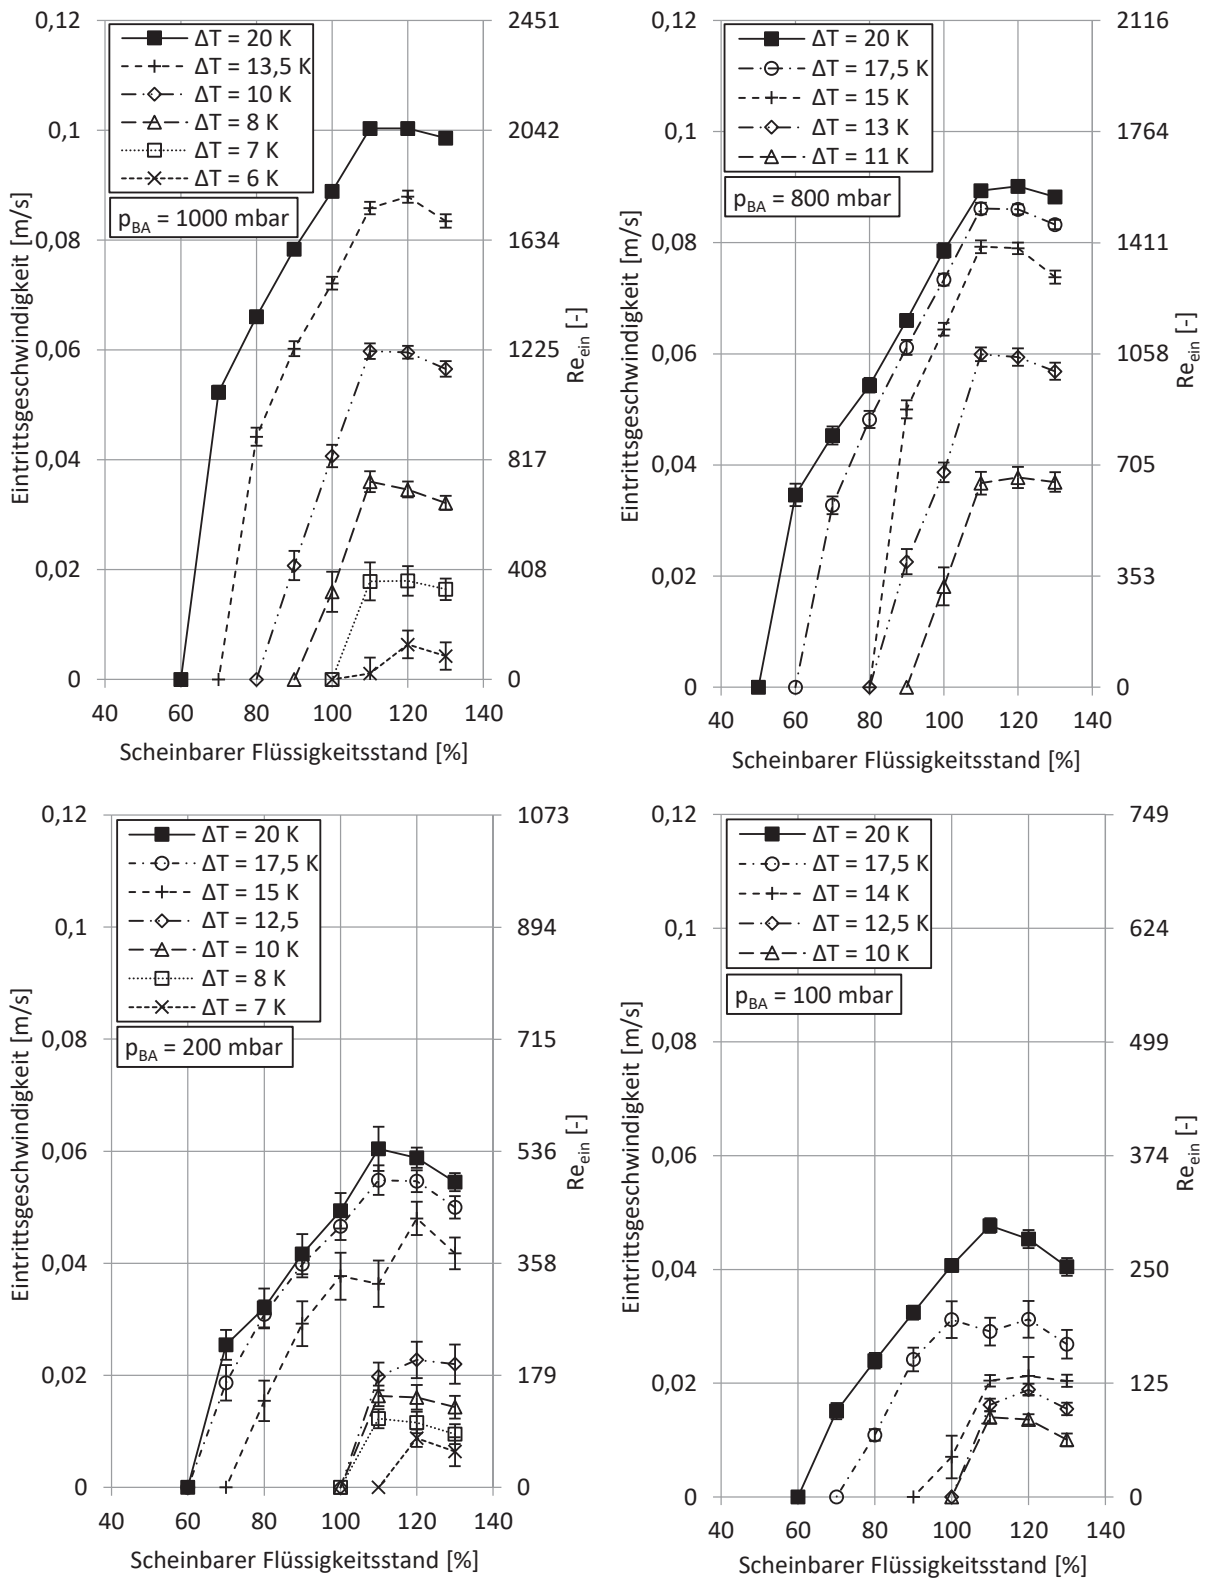 0,12
0,1
0,08
0,06
0,04
0,02
0
Eintrittsgeschwindigkeit [m/s]
ΔT = 20 K
ΔT = 13,5 K
ΔT = 10 K
ΔT = 8 K
ΔT = 7 K
ΔT = 6 K
pBA = 1000 mbar
2451
2042
1634
1225
817
408
0
Reein [-]
40 60 80 100 120 140
Scheinbarer Flüssigkeitsstand [%]
0,12
0,1
0,08
0,06
0,04
0,02
0
Eintrittsgeschwindigkeit [m/s]
ΔT = 20 K
ΔT = 17,5 K
ΔT = 15 K
ΔT = 13 K
ΔT = 11 K
pBA = 800 mbar
2116
1764
1411
1058
705
353
0
Reein [-]
40 60 80 100 120 140
Scheinbarer Flüssigkeitsstand [%]
0,12
0,1
0,08
0,06
0,04
0,02
0
Eintrittsgeschwindigkeit [m/s]
ΔT = 20 K
ΔT = 17,5 K
ΔT = 15 K
ΔT = 12,5
ΔT = 10 K
ΔT = 8 K
ΔT = 7 K
pBA = 200 mbar
1073
894
715
536
358
179
0
Reein [-]
40 60 80 100 120 140
Scheinbarer Flüssigkeitsstand [%]
0,12
0,1
0,08
0,06
0,04
0,02
0
Eintrittsgeschwindigkeit [m/s]
ΔT = 20 K
ΔT = 17,5 K
ΔT = 14 K
ΔT = 12,5 K
ΔT = 10 K
pBA = 100 mbar
749
624
499
374
250
125
0
Reein [-]
40 60 80 100 120 140
Scheinbarer Flüssigkeitsstand [%]